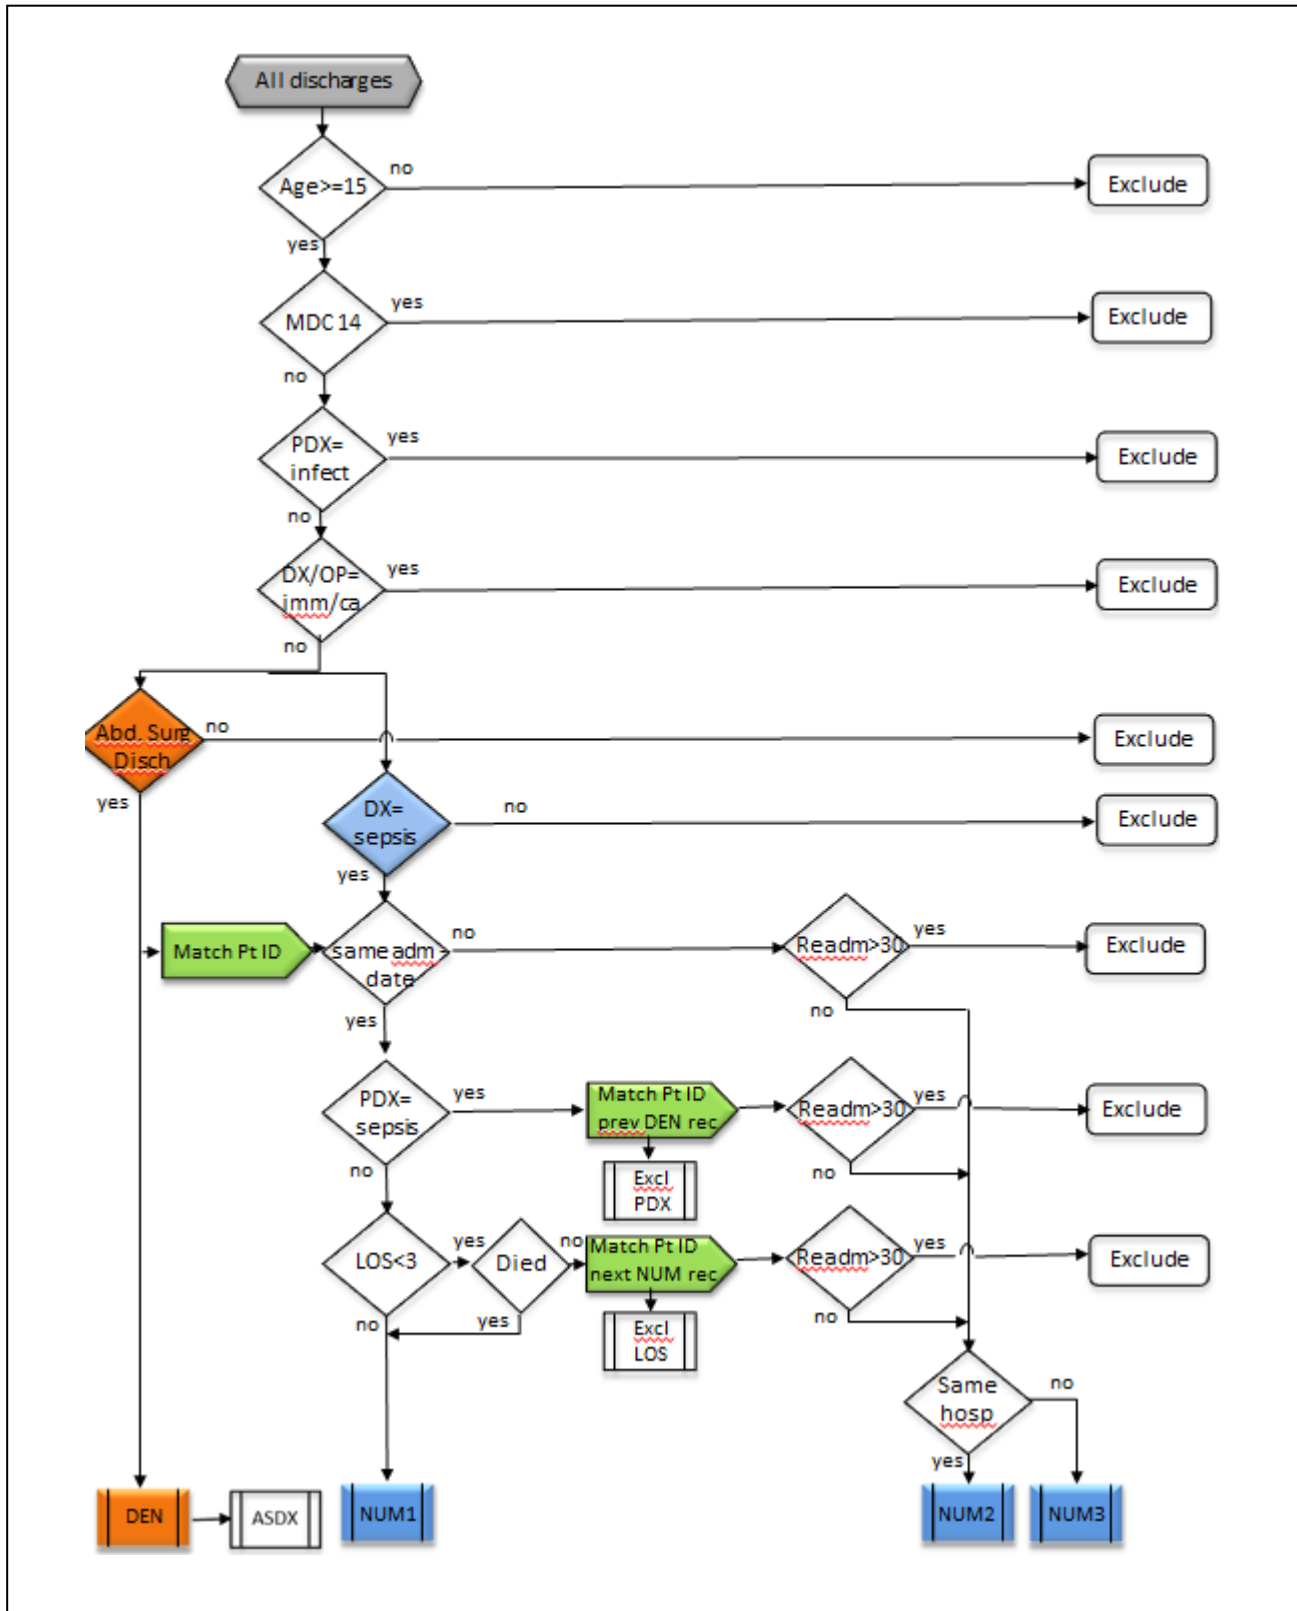 All discharges
Age>=15
no
Exclude
yes
MDC 14
yes
Exclude
no
PDX=
infect
yes
Exclude
no
DX/OP=
imm/ca
yes
Exclude
no
Abd. Surg
Disch
no
Exclude
yes
DX=
sepsis
no
Exclude
yes
Match Pt ID
same adm
date
no
Readm>30
yes
Exclude
no
yes
PDX=
sepsis
yes
Match Pt ID
prev DEN rec
Readm>30
yes
Exclude
no
Excl
PDX
no
LOS<3
yes
Died
no
Match Pt ID
next NUM rec
Readm>30
yes
Exclude
no
yes
no
Excl
LOS
Same
hosp
no
yes
DEN
ASDX
NUM1
NUM2
NUM3